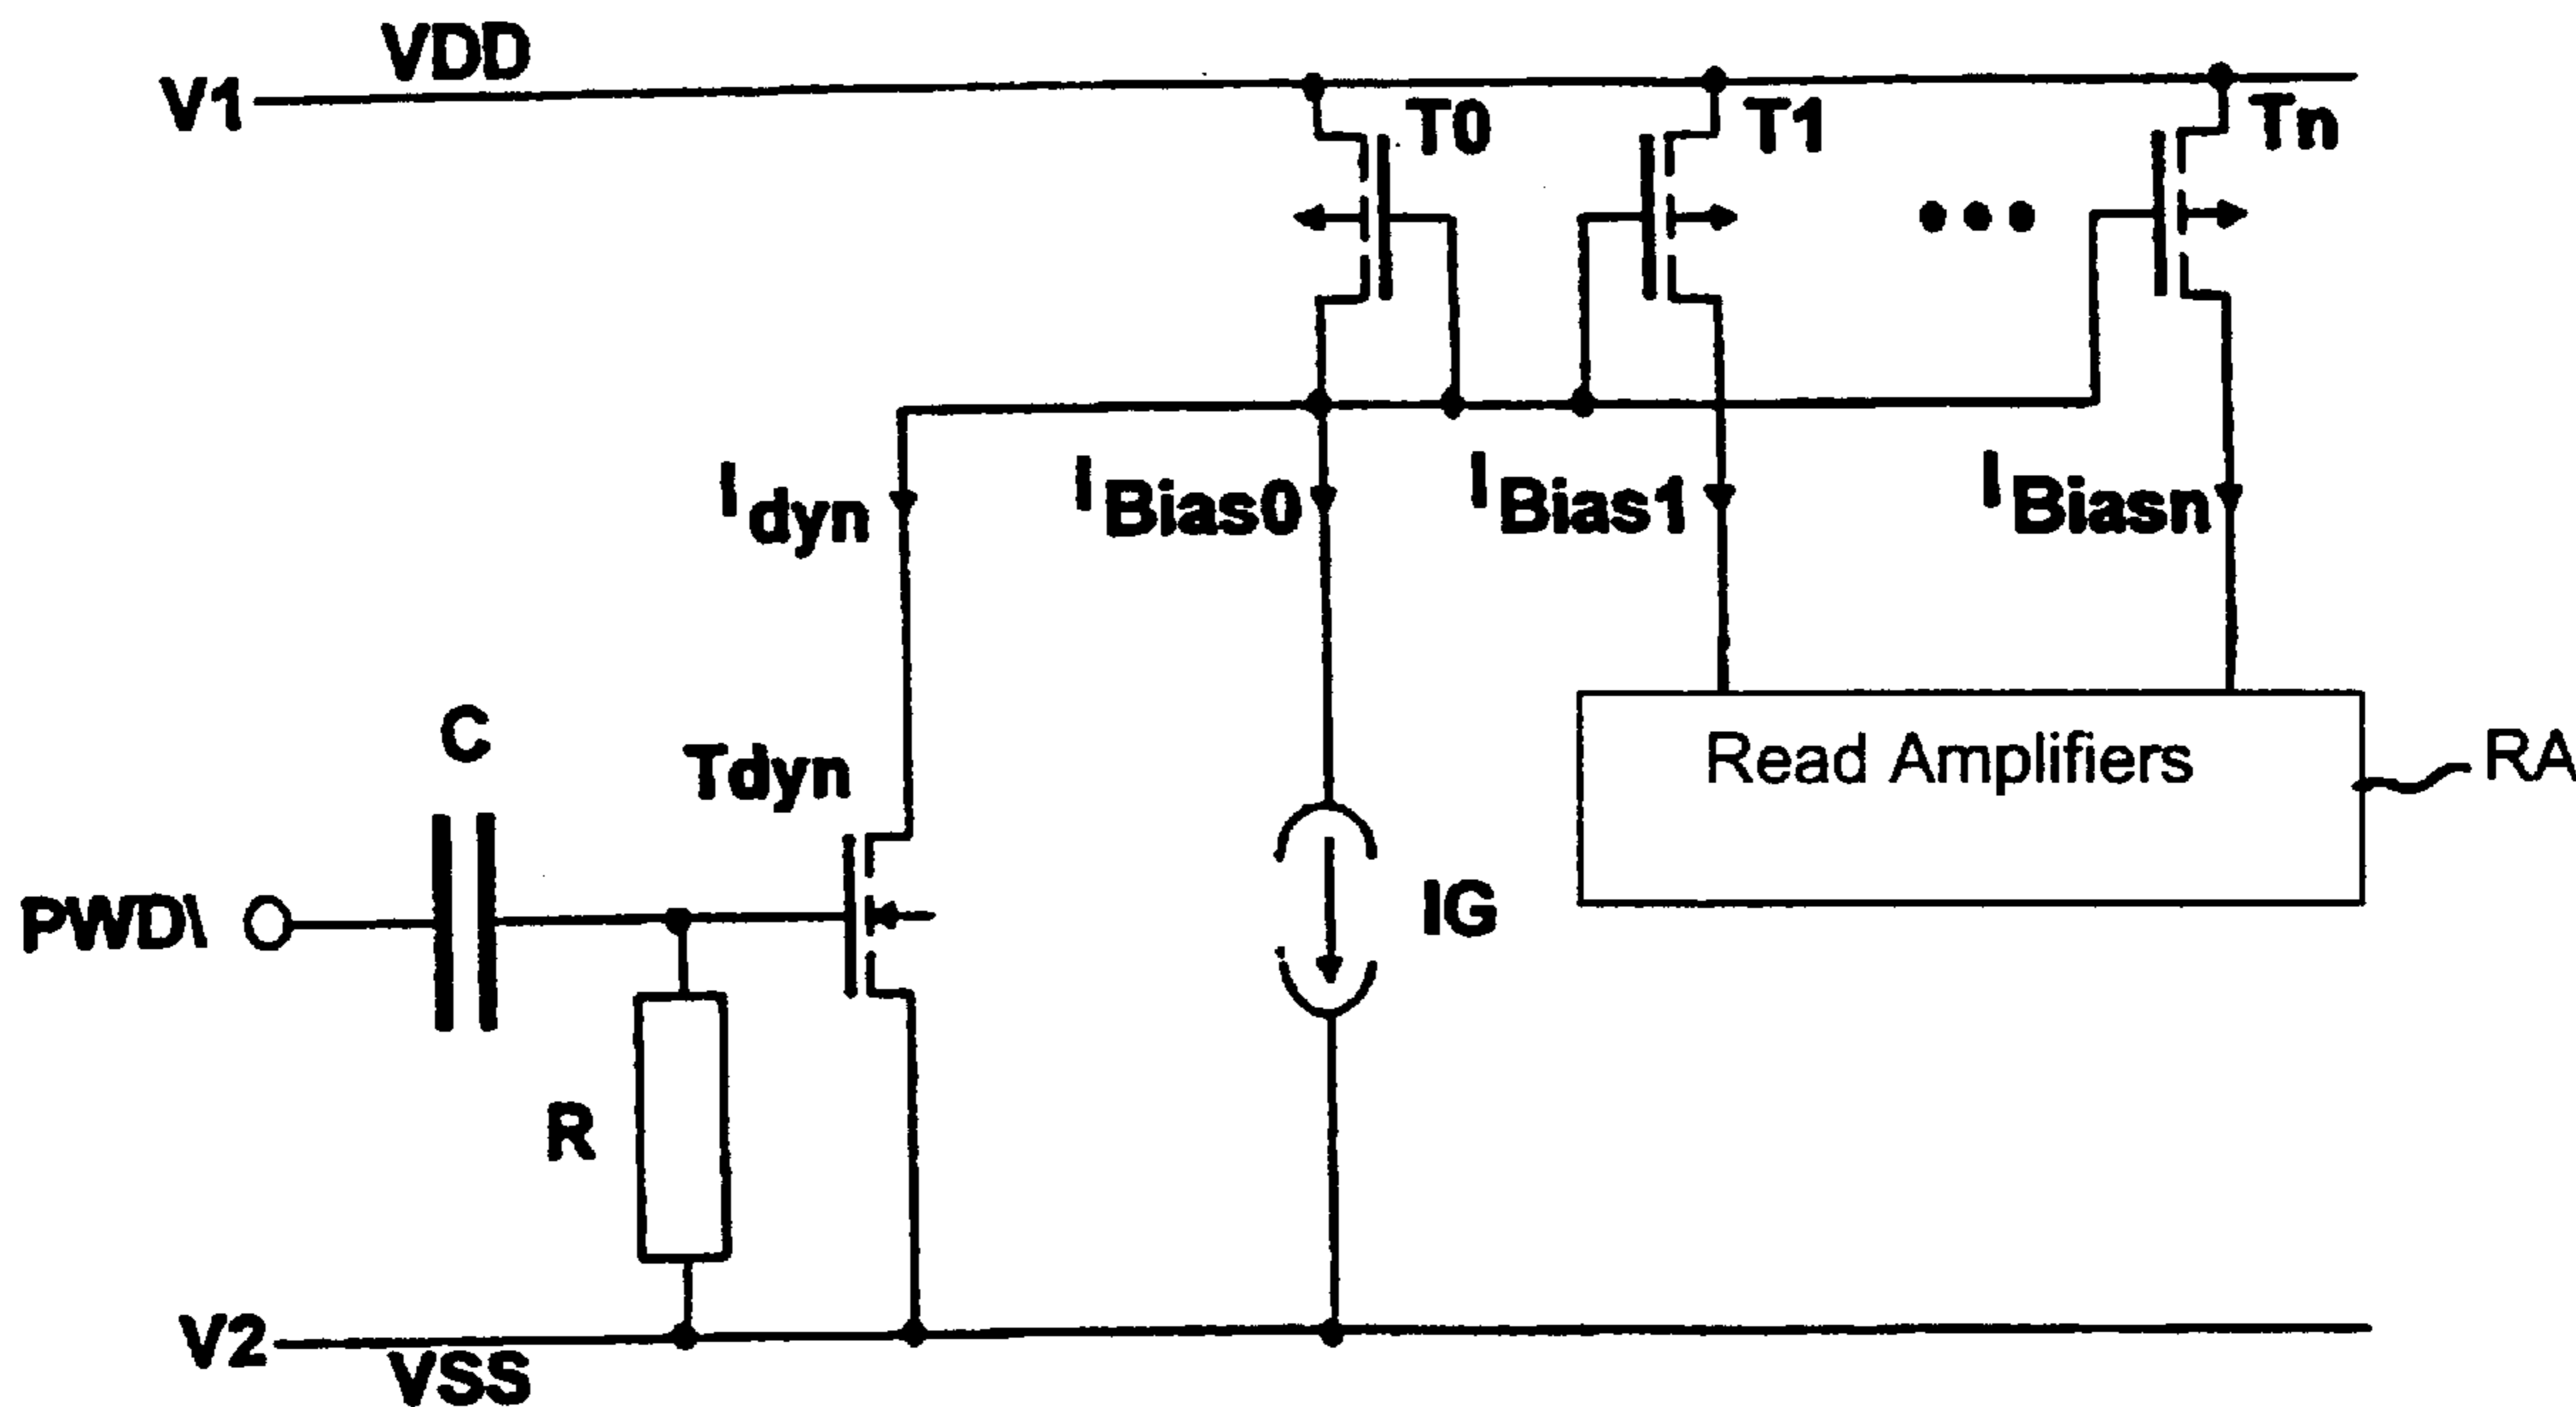 VDD
V1
T0
T1
Tn
I dyn
I Bias0
I Bias1
I Biasn
C
Tdyn
Read Amplifiers
RA
PWD\
IG
R
V2
VSS